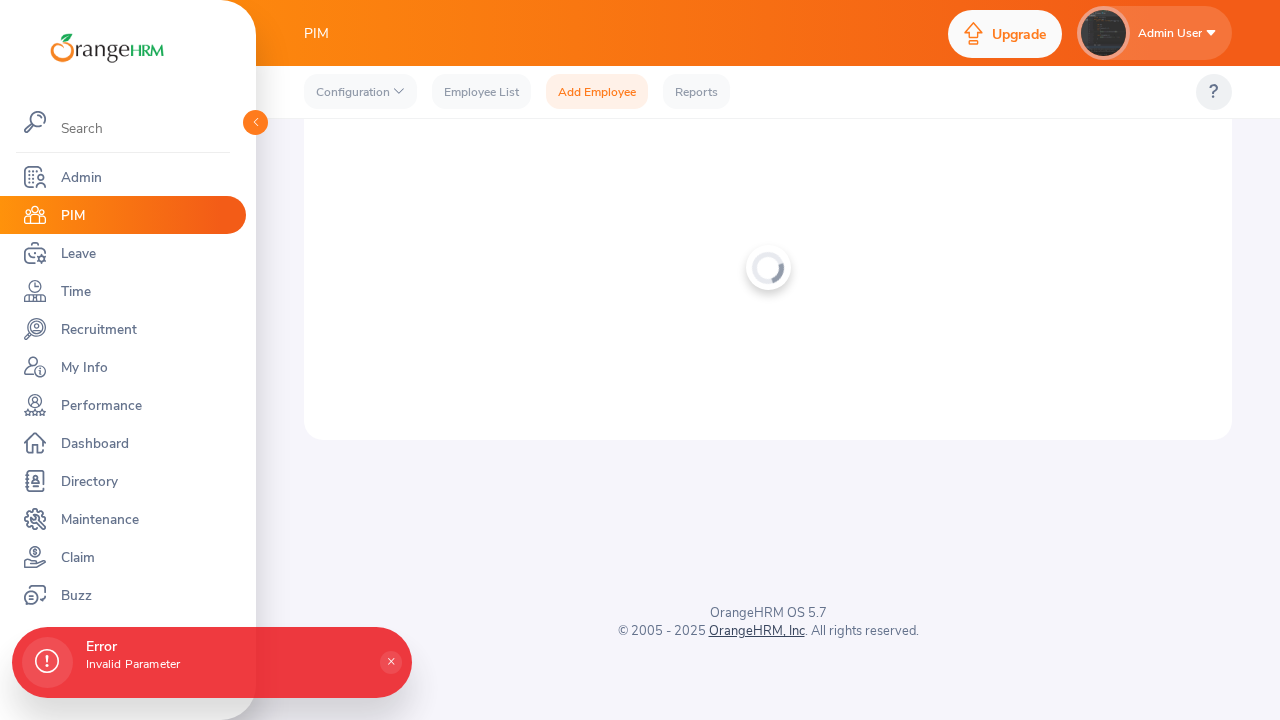 OrangeHRM
PIM
Upgrade
Admin User
Configuration
Employee List
Add Employee
Reports
?
Search
Admin
PIM
Leave
Time
Recruitment
My Info
Performance
Dashboard
Directory
Maintenance
Claim
Buzz
Error
Invalid Parameter
×
OrangeHRM OS 5.7
© 2005 - 2025 OrangeHRM, Inc. All rights reserved.